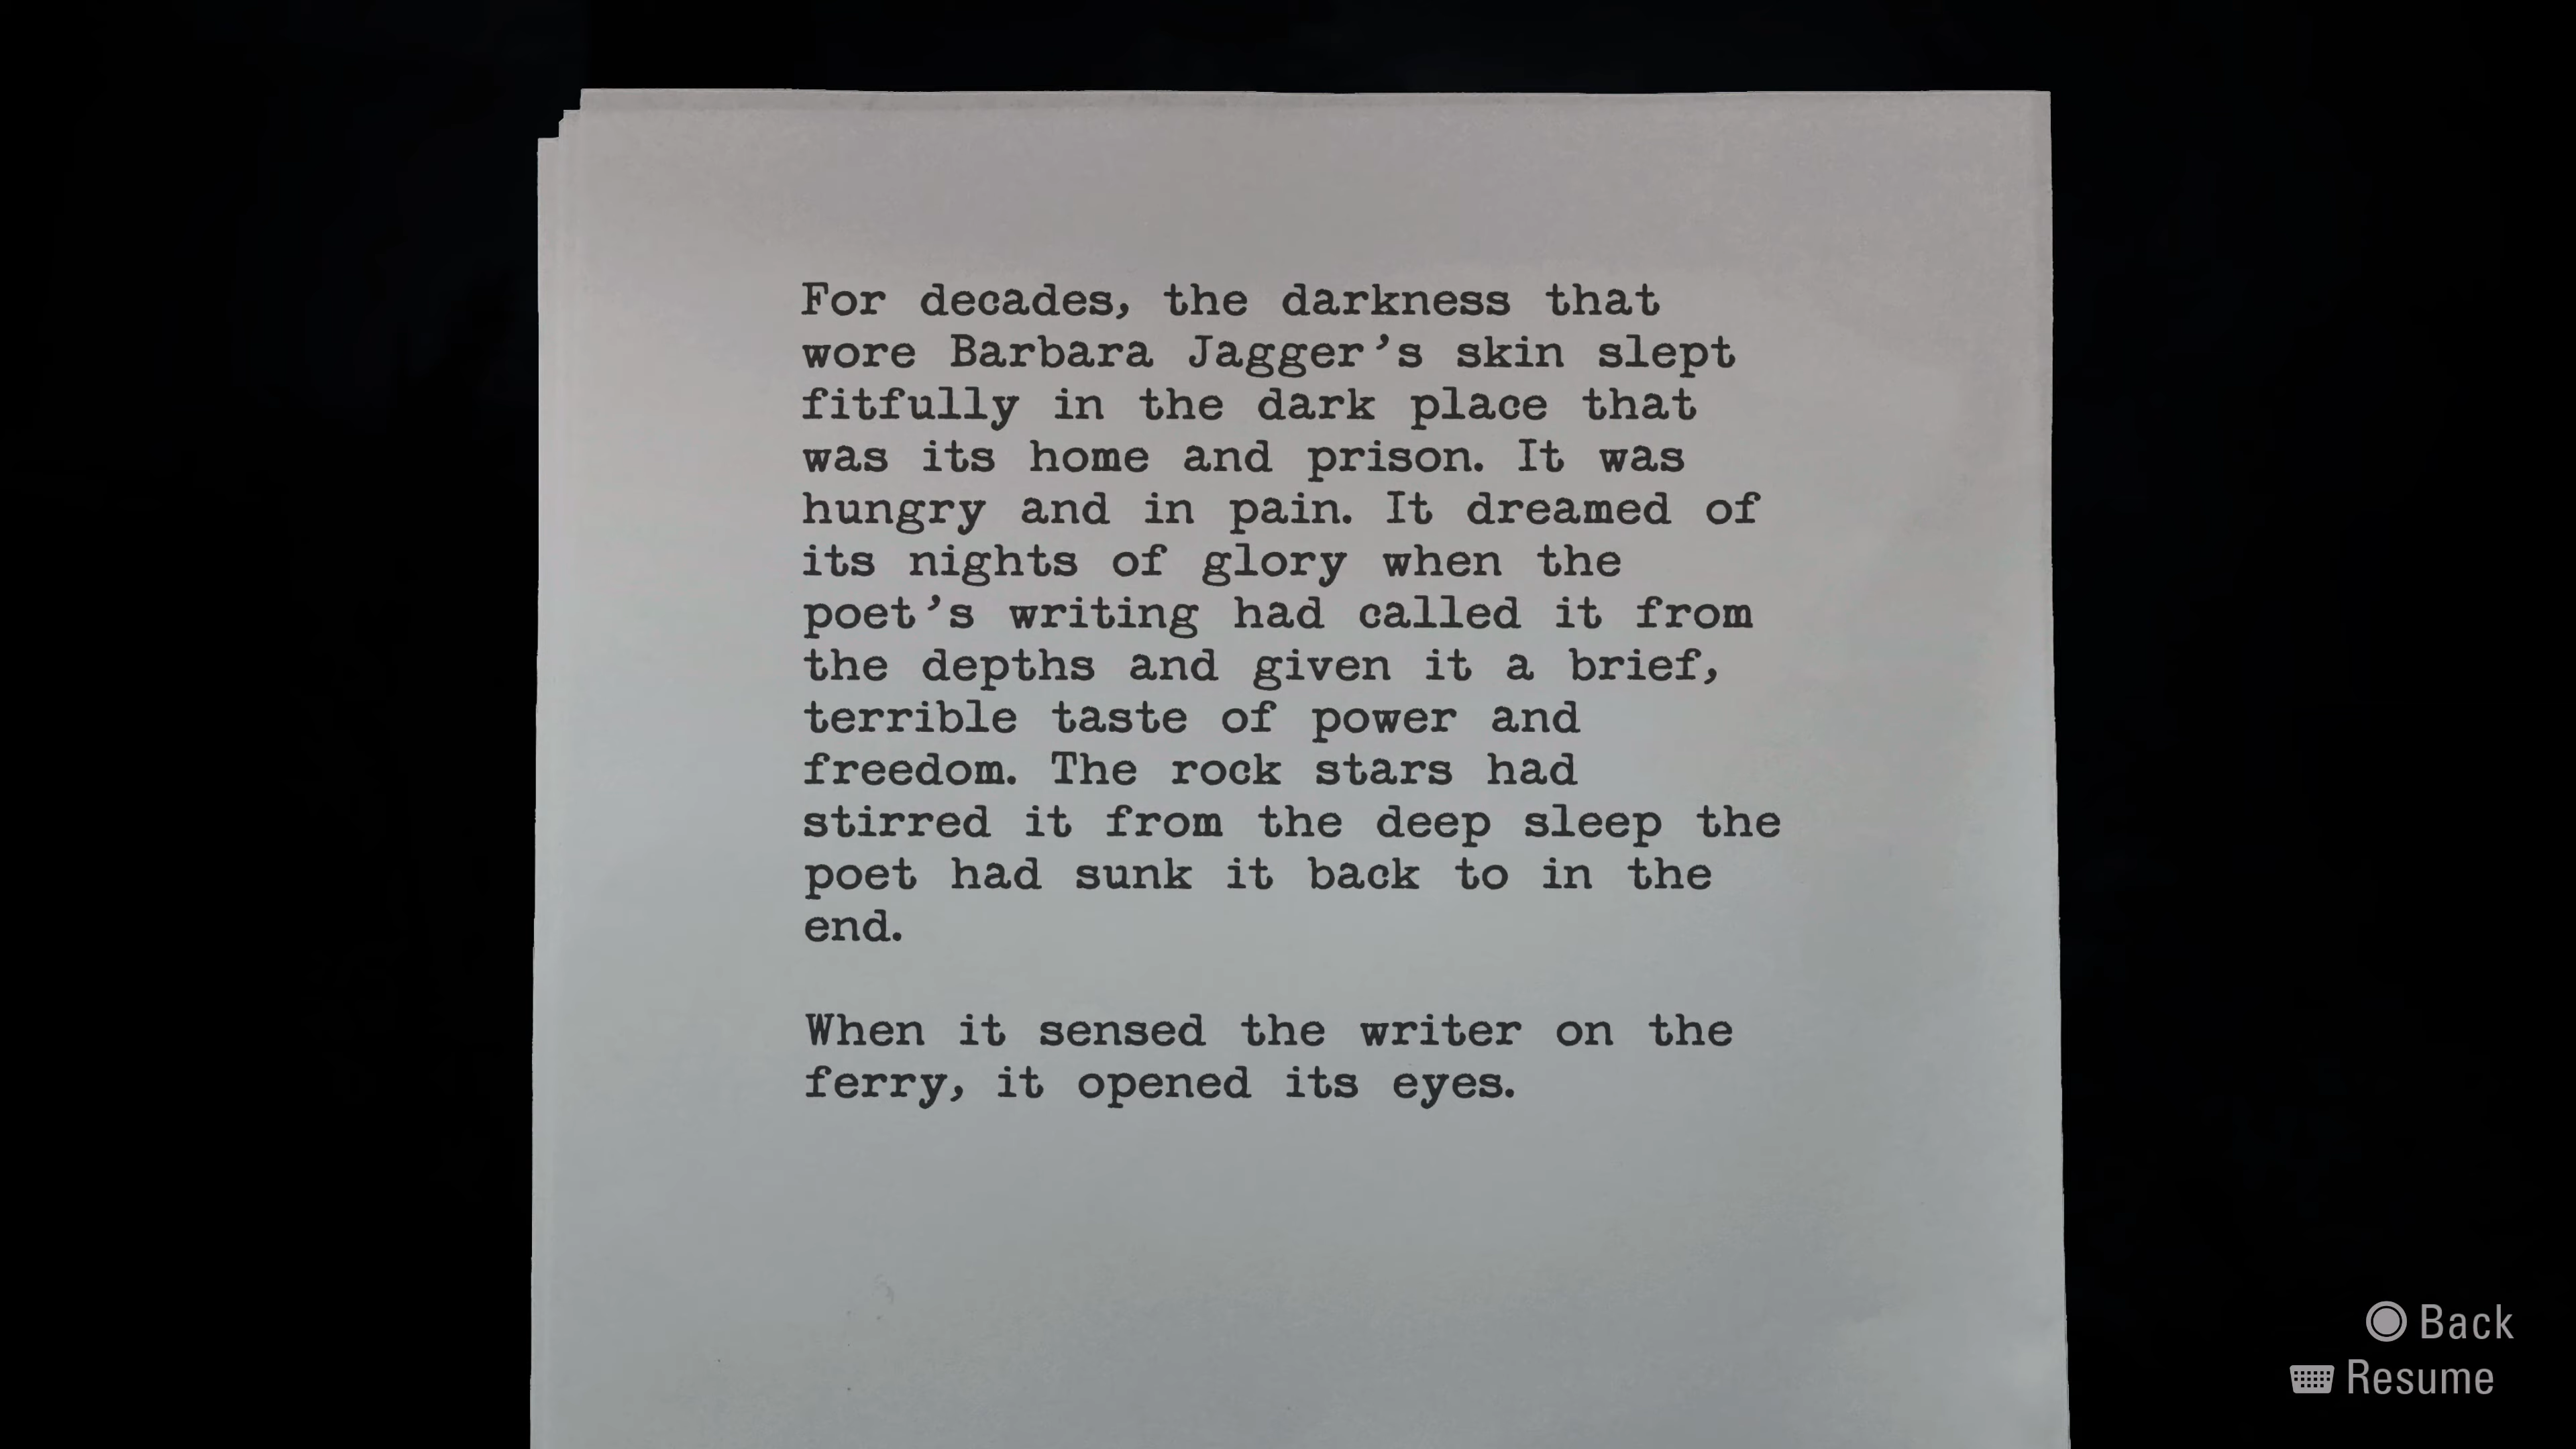 For decades, the darkness that
wore Barbara Jagger’s skin slept
fitfully in the dark place that
was its home and prison. It was
hungry and in pain. It dreamed of
its nights of glory when the
poet’s writing had called it from
the depths and given it a brief,
terrible taste of power and
freedom. The rock stars had
stirred it from the deep sleep the
poet had sunk it back to in the
end.
When it sensed the writer on the
ferry, it opened its eyes.
Back
Resume